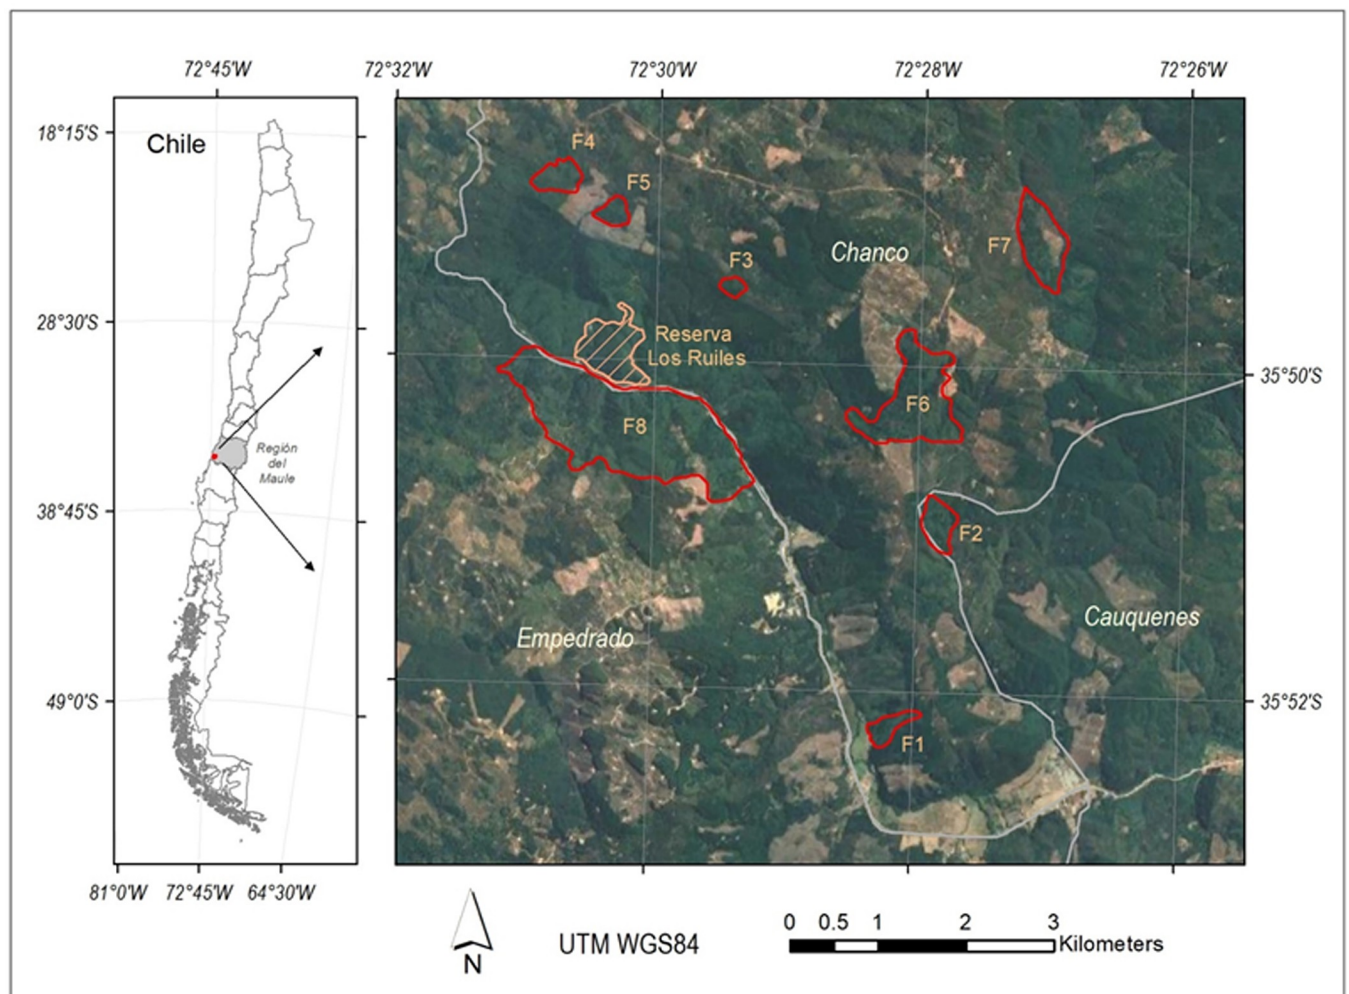 72°45'W
72°32'W
72°30'W
72°28'W
72°26'W
18°15'S
28°30'S
38°45'S
49°0'S
Chile
Región
del
Maule
81°0'W
72°45'W
64°30'W
F4
F5
F3
Chanco
F7
Reserva
Los Ruiles
F6
F8
F2
Empedrado
Cauquenes
F1
35°50'S
35°52'S
N
UTM WGS84
0 0.5 1 2 3
Kilometers